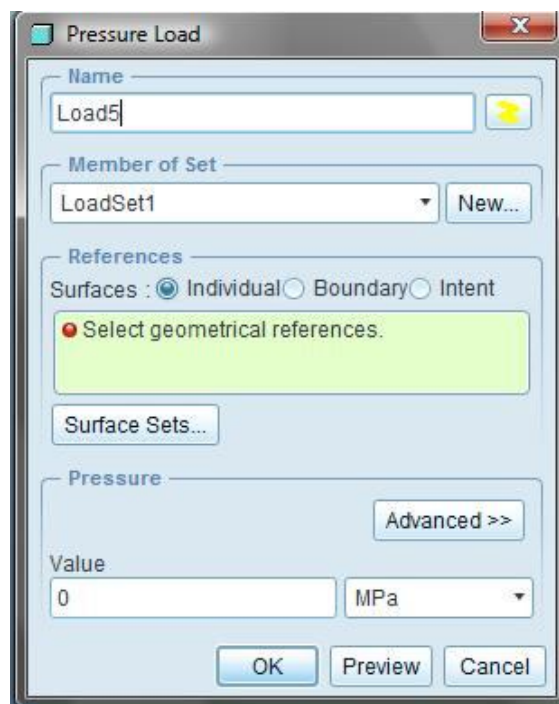 Pressure Load
Name
Load5
Member of Set
LoadSet1
New...
References
Surfaces : Individual Boundary Intent
Select geometrical references.
Surface Sets...
Pressure
Advanced >>
Value
0 MPa
OK Preview Cancel